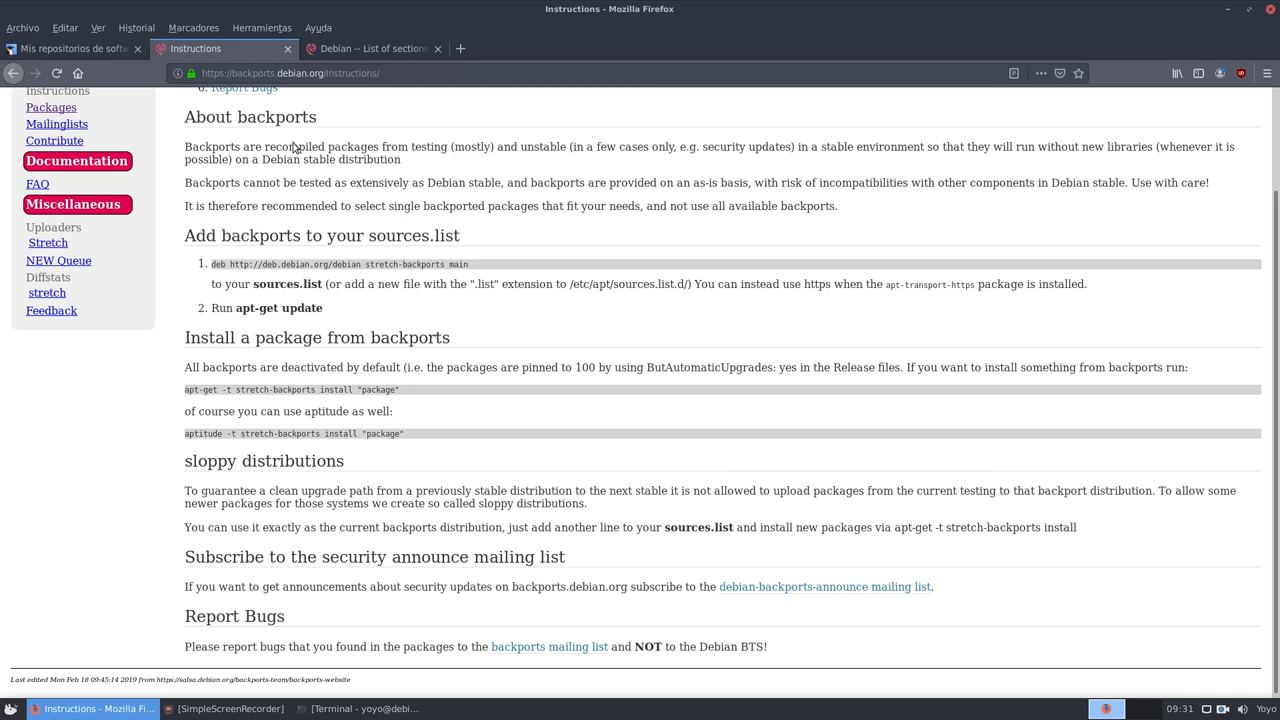 Instructions - Mozilla Firefox
Archivo Editar Ver Historial Marcadores Herramientas Ayuda
Mis repositorios de softw
Instructions
Debian -- List of sections
https://backports.debian.org/Instructions/
Instructions
Packages
Mailinglists
Contribute
Documentation
FAQ
Miscellaneous
Uploaders
Stretch
NEW Queue
Diffstats
stretch
Feedback
6. Report Bugs
About backports
Backports are recompiled packages from testing (mostly) and unstable (in a few cases only, e.g. security updates) in a stable environment so that they will run without new libraries (whenever it is
possible) on a Debian stable distribution
Backports cannot be tested as extensively as Debian stable, and backports are provided on an as-is basis, with risk of incompatibilities with other components in Debian stable. Use with care!
It is therefore recommended to select single backported packages that fit your needs, and not use all available backports.
Add backports to your sources.list
1. deb http://deb.debian.org/debian stretch-backports main
to your sources.list (or add a new file with the ".list" extension to /etc/apt/sources.list.d/) You can instead use https when the apt-transport-https package is installed.
2. Run apt-get update
Install a package from backports
All backports are deactivated by default (i.e. the packages are pinned to 100 by using ButAutomaticUpgrades: yes in the Release files. If you want to install something from backports run:
apt-get -t stretch-backports install "package"
of course you can use aptitude as well:
aptitude -t stretch-backports install "package"
sloppy distributions
To guarantee a clean upgrade path from a previously stable distribution to the next stable it is not allowed to upload packages from the current testing to that backport distribution. To allow some
newer packages for those systems we create so called sloppy distributions.
You can use it exactly as the current backports distribution, just add another line to your sources.list and install new packages via apt-get -t stretch-backports install
Subscribe to the security announce mailing list
If you want to get announcements about security updates on backports.debian.org subscribe to the debian-backports-announce mailing list.
Report Bugs
Please report bugs that you found in the packages to the backports mailing list and NOT to the Debian BTS!
Last edited Mon Feb 18 09:45:14 2019 from https://salsa.debian.org/backports-team/backports-website
Instructions - Mozilla Fi... [SimpleScreenRecorder] [Terminal - yoyo@debi... 09:31 Yoyo